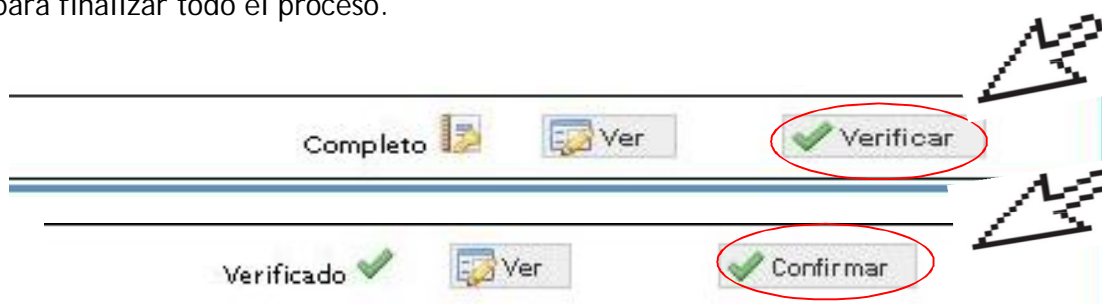 para finalizar todo el proceso.
Completo Ver Verificar
Verificado Ver Confirmar